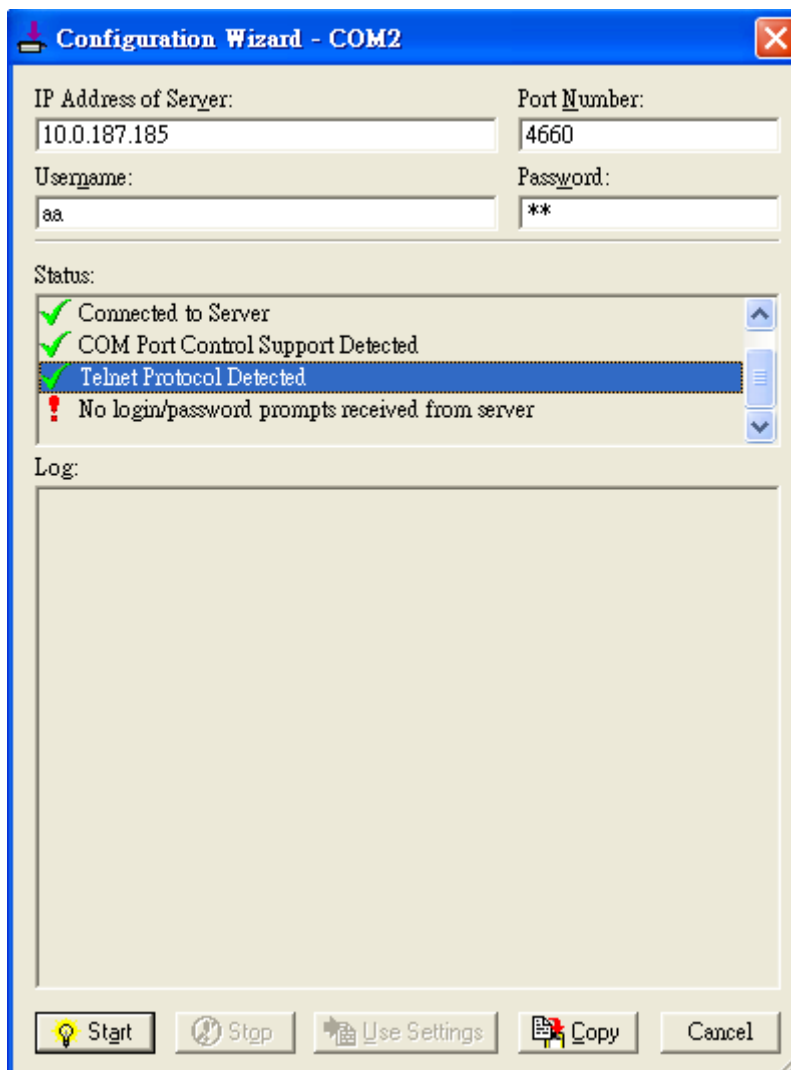 Configuration Wizard - COM2
IP Address of Server: Port Number:
10.0.187.185 4660
Username: Password:
aa **
Status:
Connected to Server
COM Port Control Support Detected
Telnet Protocol Detected
No login/password prompts received from server
Log:
Start Stop Use Settings Copy Cancel